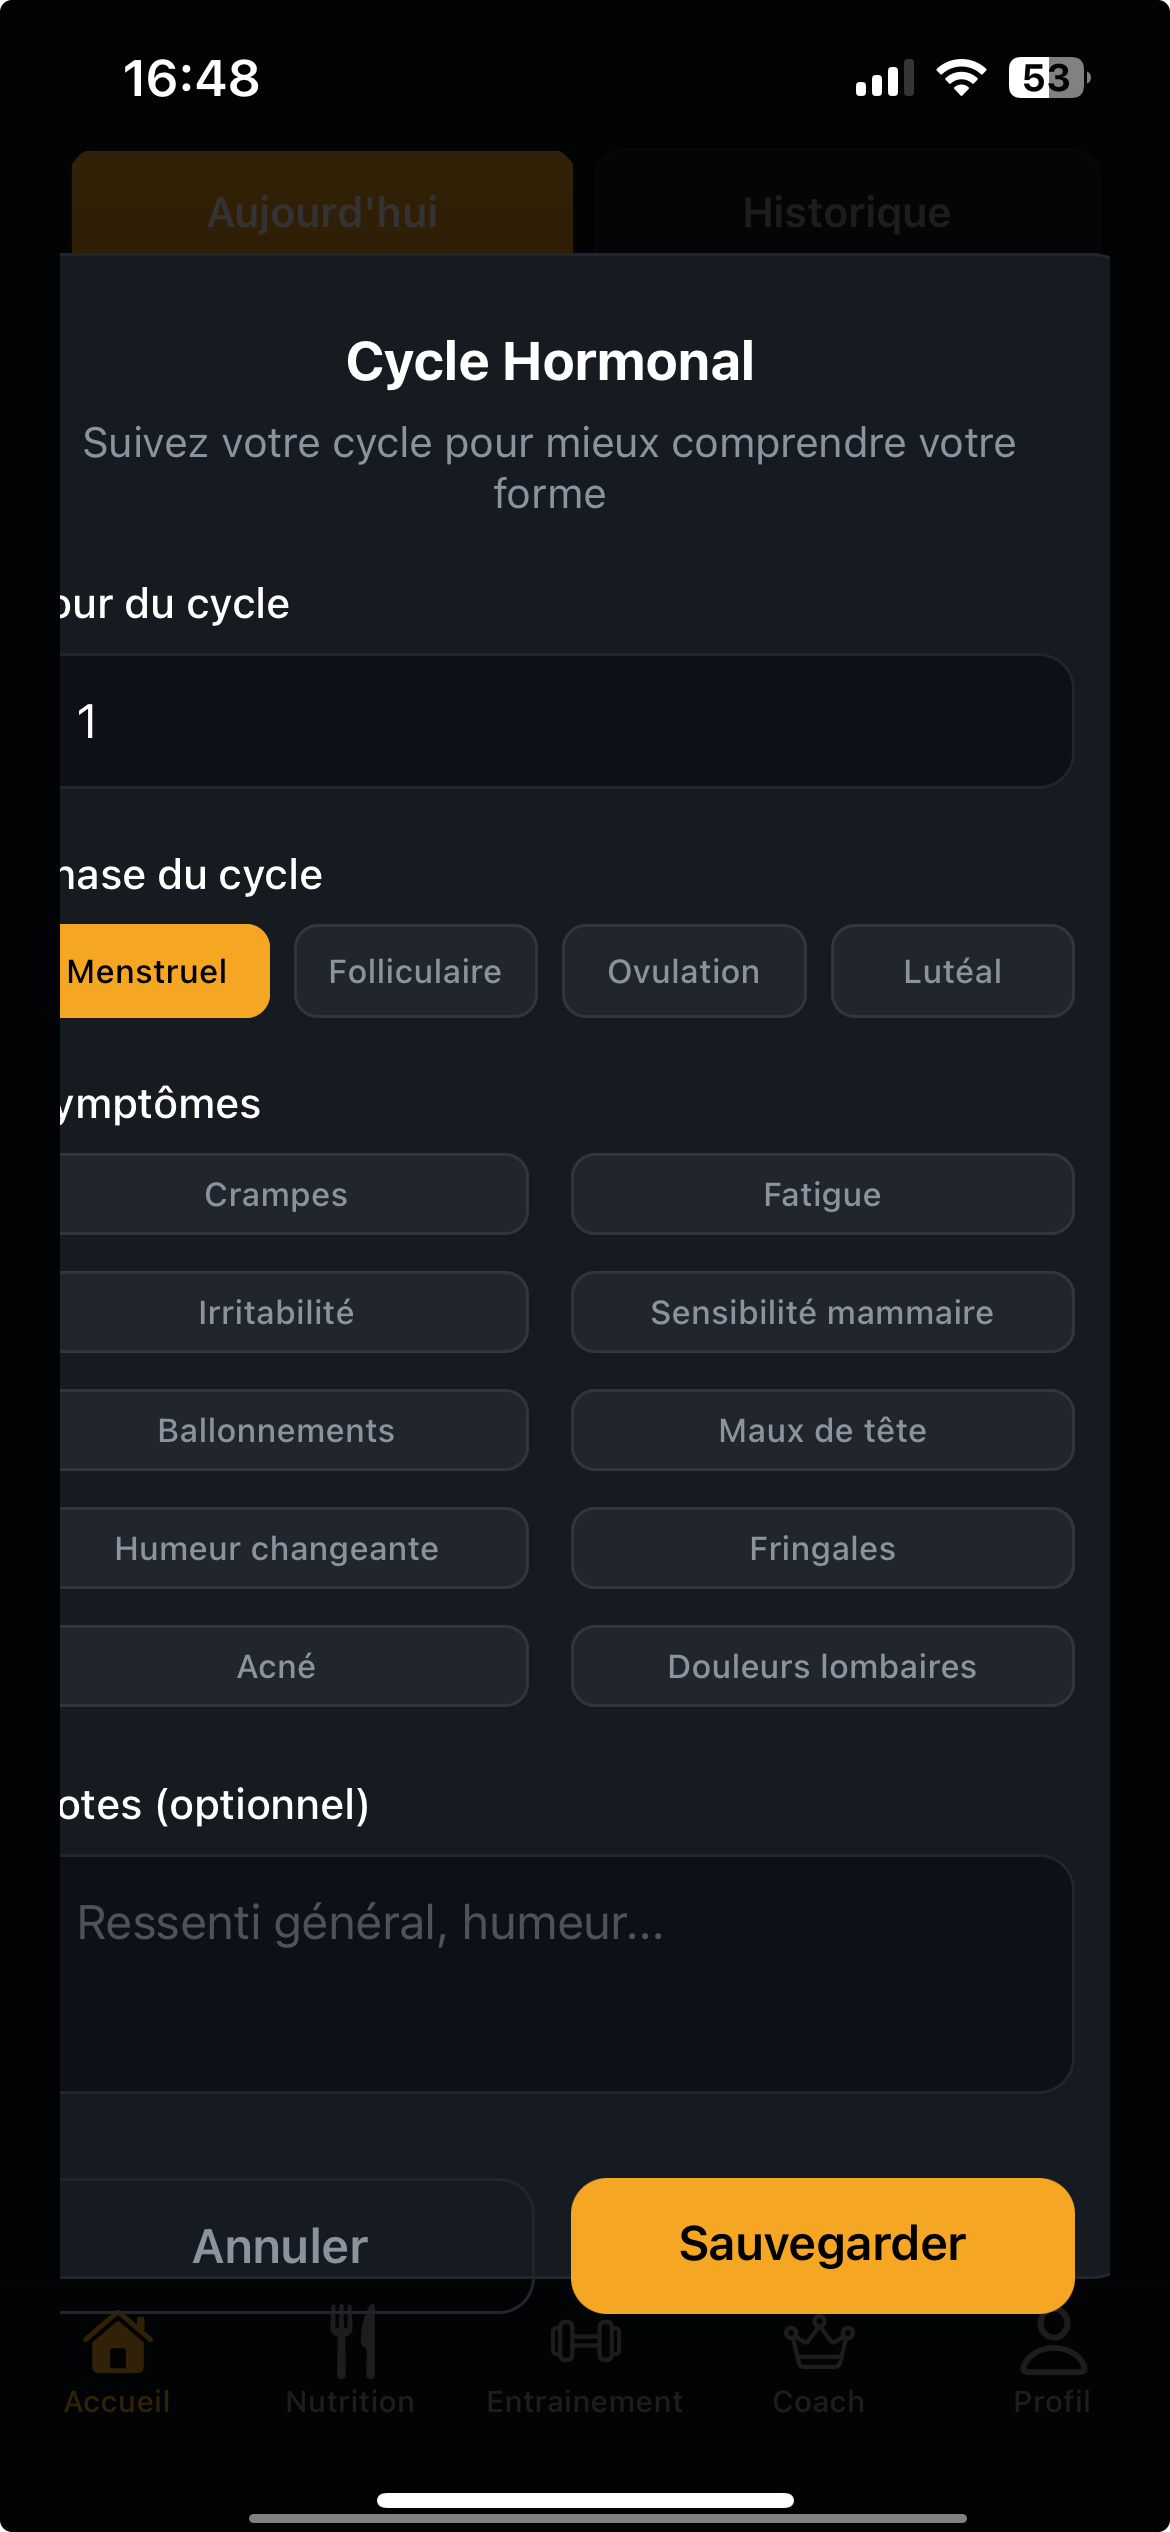 16:48
53
Aujourd'hui
Historique
Cycle Hormonal
Suivez votre cycle pour mieux comprendre votre
forme
our du cycle
1
hase du cycle
Menstruel
Folliculaire
Ovulation
Lutéal
ymptômes
Crampes
Fatigue
Irritabilité
Sensibilité mammaire
Ballonnements
Maux de tête
Humeur changeante
Fringales
Acné
Douleurs lombaires
otes (optionnel)
Ressenti général, humeur...
Annuler
Sauvegarder
Accueil
Nutrition
Entrainement
Coach
Profil